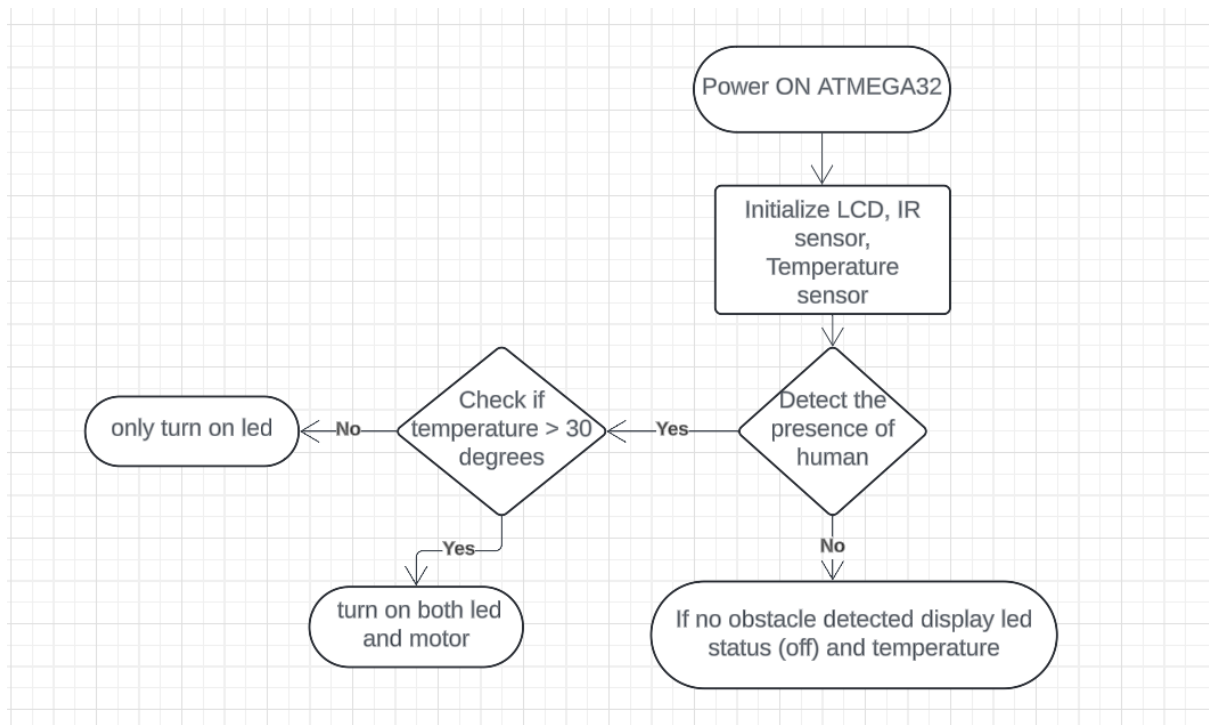 Power ON ATMEGA32
Initialize LCD, IR
sensor,
Temperature
sensor
Detect the
presence of
human
Yes
Check if
temperature > 30
degrees
No
only turn on led
Yes
turn on both led
and motor
No
If no obstacle detected display led
status (off) and temperature